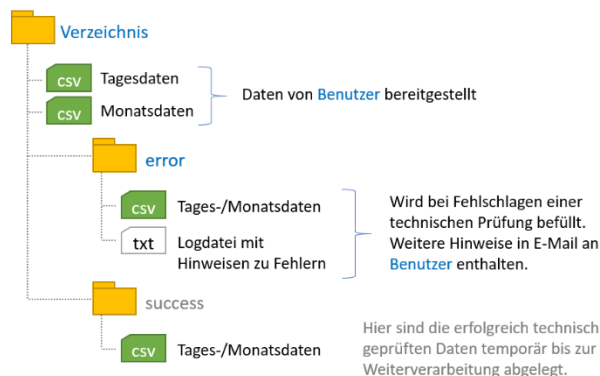 Verzeichnis
csv Tagesdaten
csv Monatsdaten
Daten von Benutzer bereitgestellt
error
csv Tages-/Monatsdaten
txt Logdatei mit
Hinweisen zu Fehlern
Wird bei Fehlschlagen einer
technischen Prüfung befüllt.
Weitere Hinweise in E-Mail an
Benutzer enthalten.
success
csv Tages-/Monatsdaten
Hier sind die erfolgreich technisch
geprüften Daten temporär bis zur
Weiterverarbeitung abgelegt.